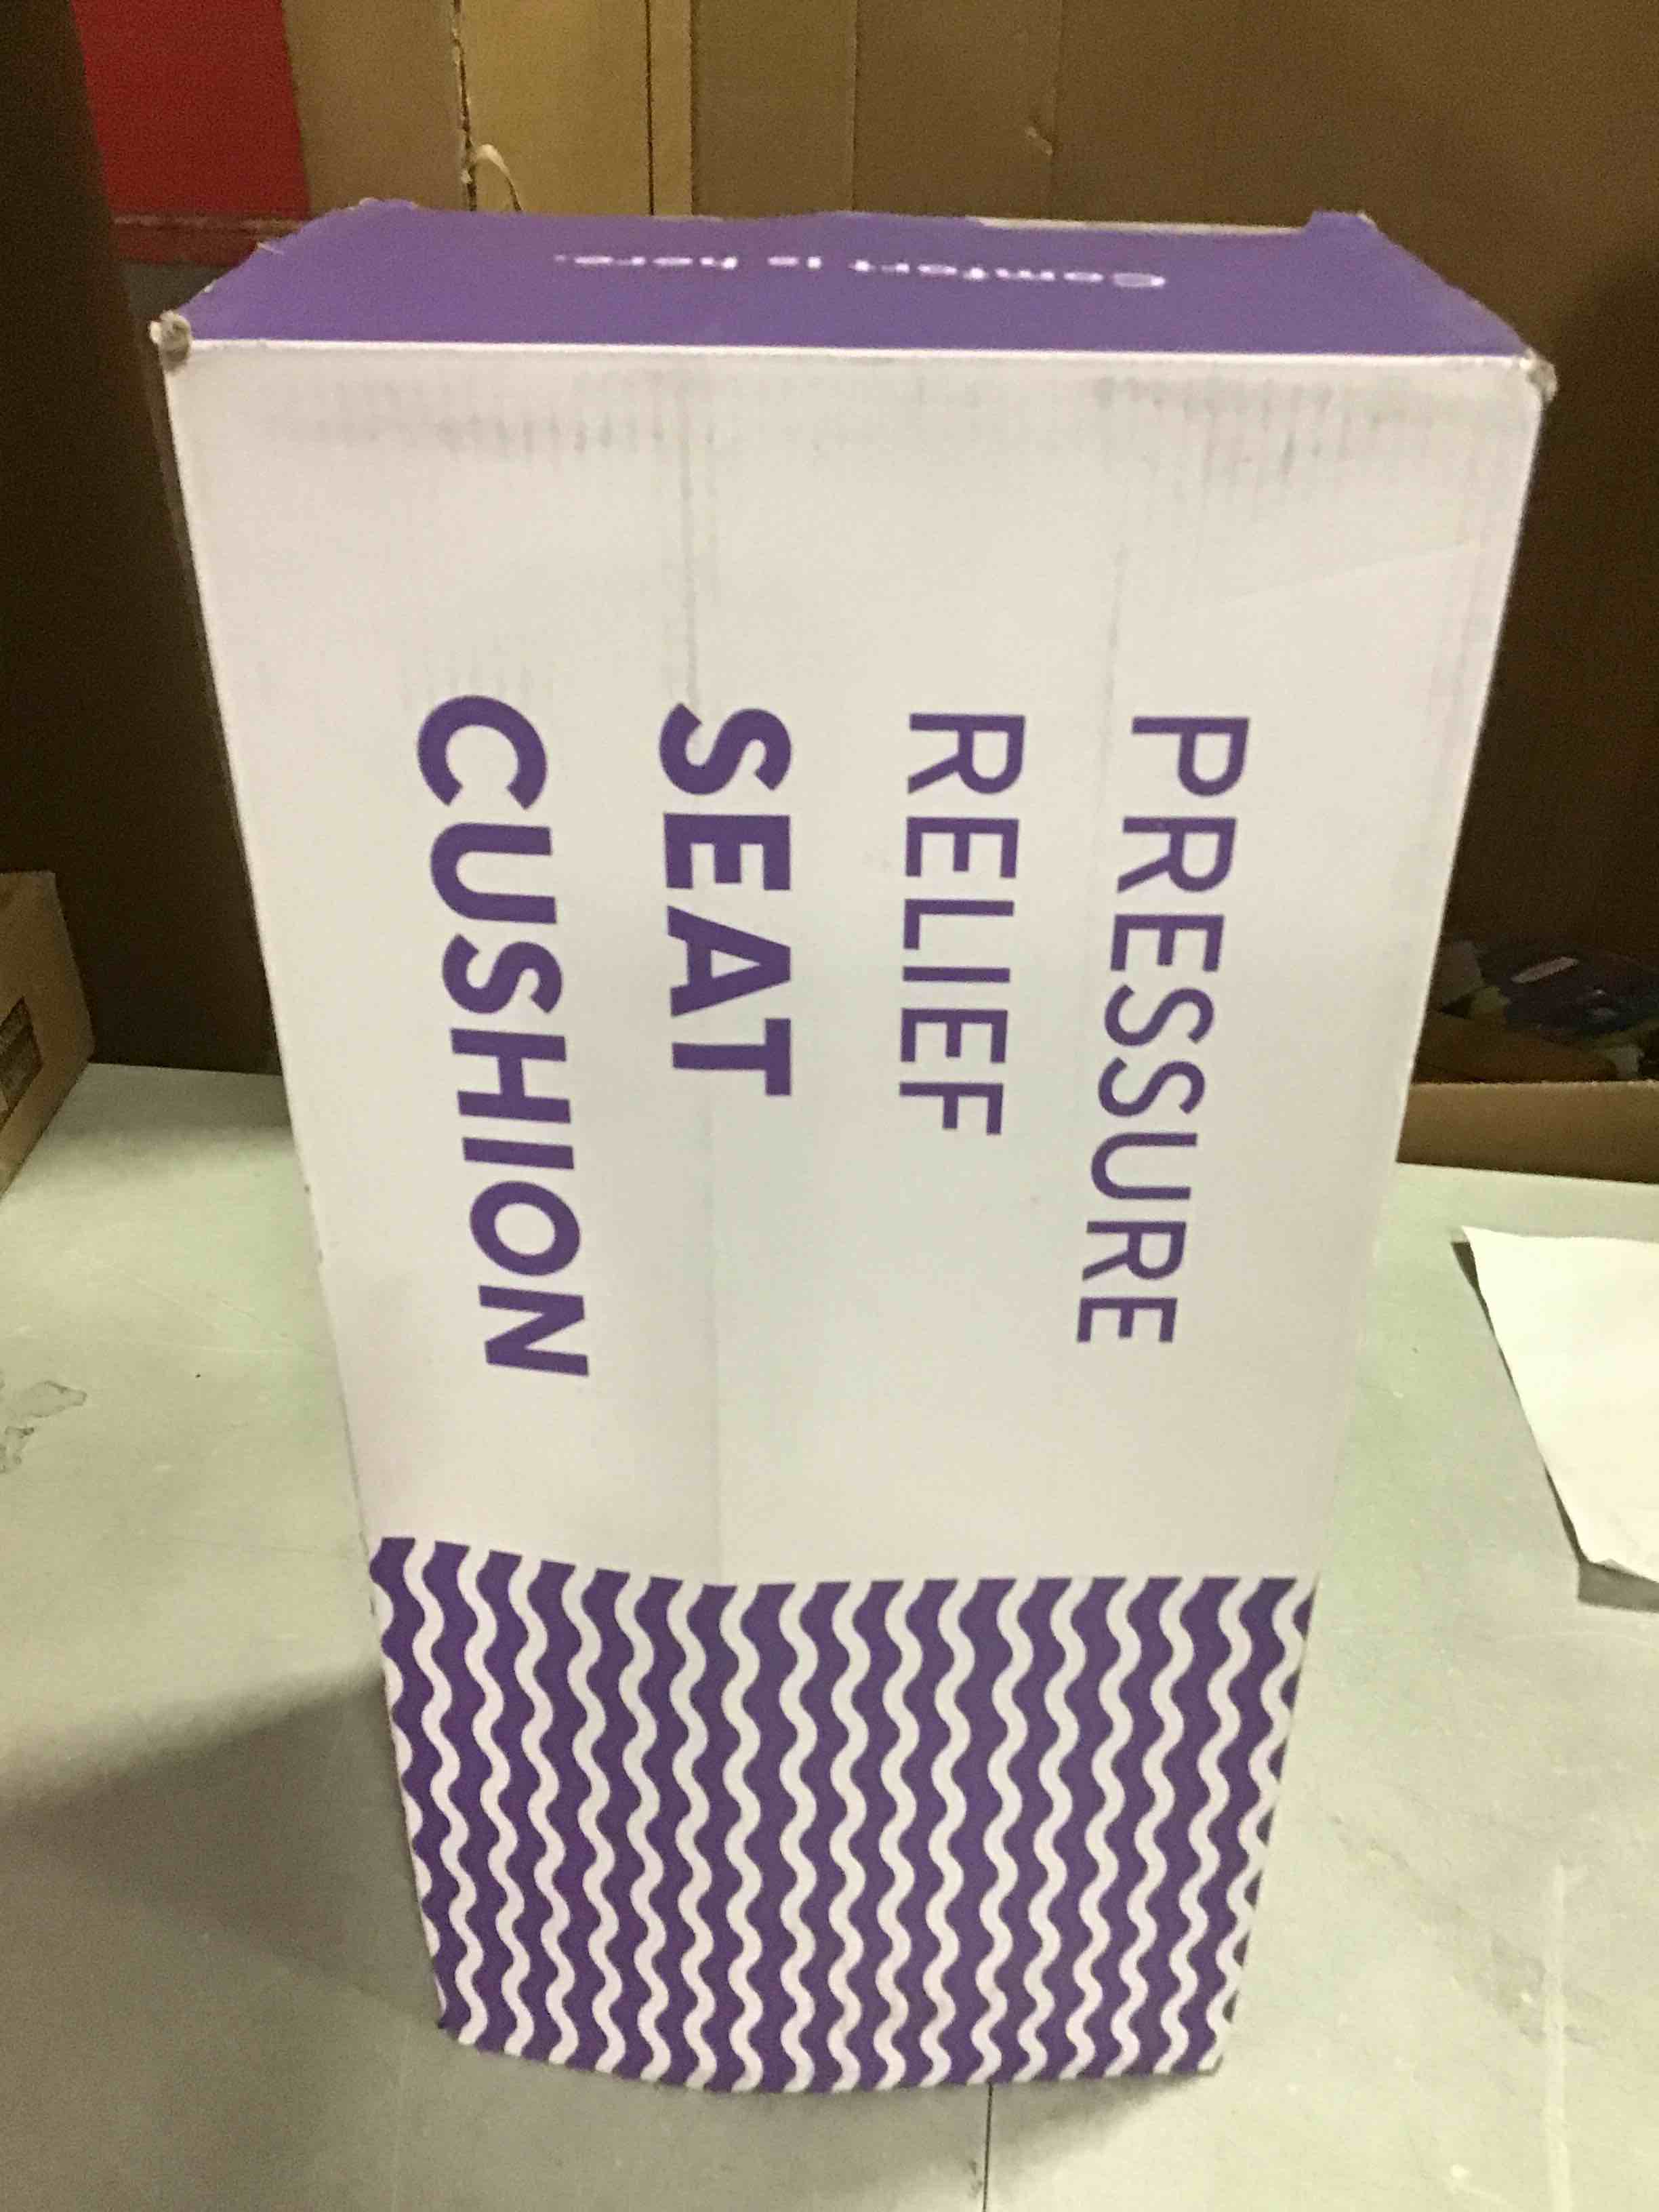 Comfort is here.
PRESSURE
RELIEF
SEAT
CUSHION